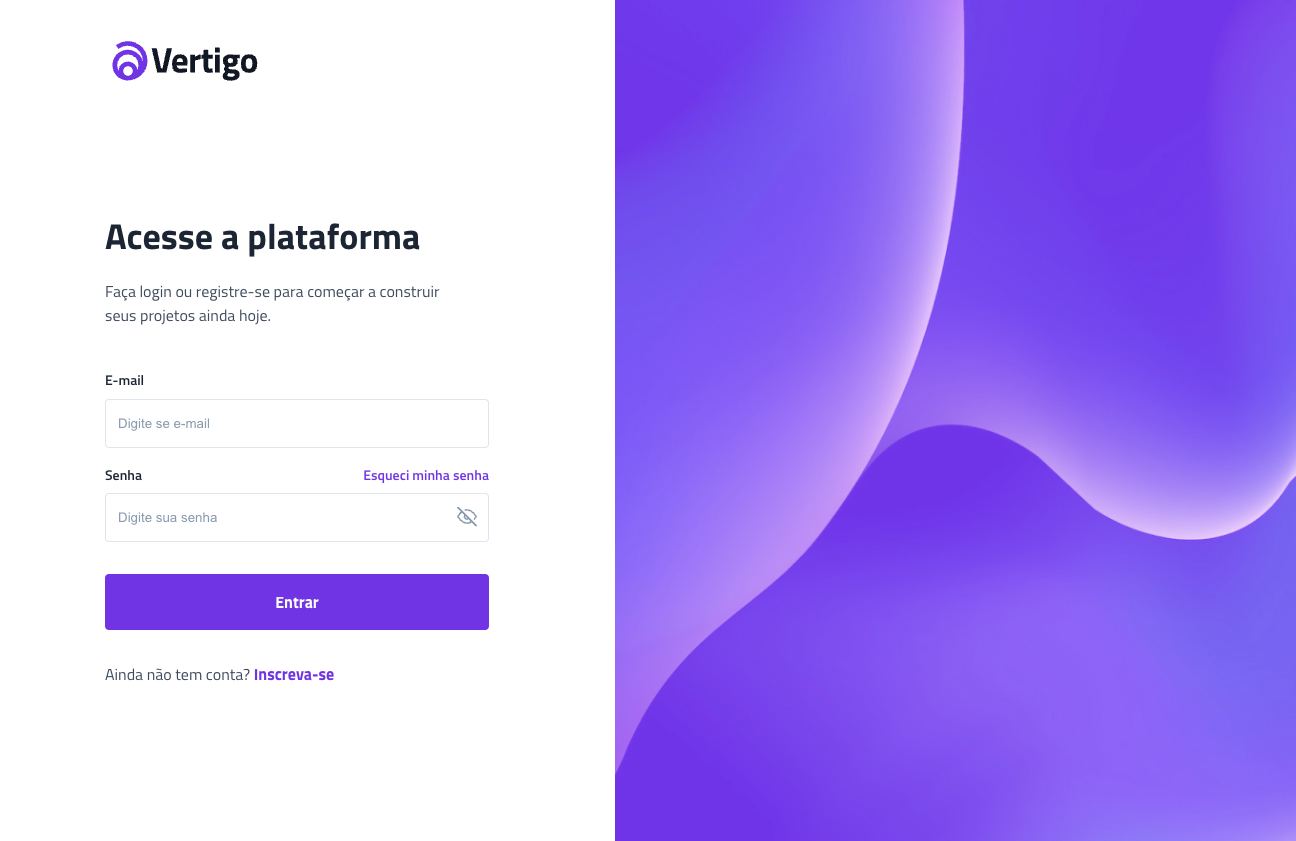 Vertigo
Acesse a plataforma
Faça login ou registre-se para começar a construir
seus projetos ainda hoje.
E-mail
Digite se e-mail
Senha
Esqueci minha senha
Digite sua senha
Entrar
Ainda não tem conta? Inscreva-se